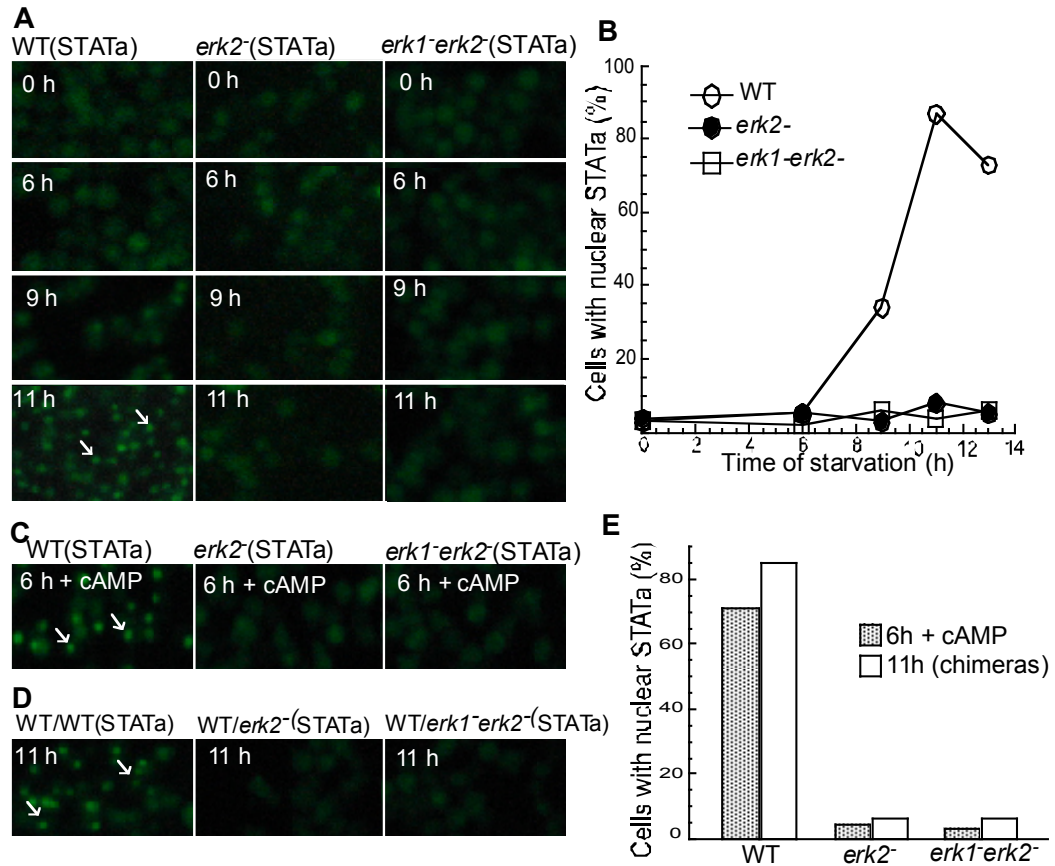 A
WT(STATa) erk2-(STATa) erk1-erk2-(STATa)
0 h 0 h 0 h
6 h 6 h 6 h
9 h 9 h 9 h
11 h 11 h 11 h
B
Cells with nuclear STATa (%)
100
80
60
40
20
0 2 4 6 8 10 12 14
Time of starvation (h)
WT
erk2-
erk1-erk2-
C
WT(STATa) erk2-(STATa) erk1-erk2-(STATa)
6 h + cAMP 6 h + cAMP 6 h + cAMP
D
WT/WT(STATa) WT/erk2-(STATa) WT/erk1-erk2-(STATa)
11 h 11 h 11 h
E
Cells with nuclear STATa (%)
80
60
40
20
0
6h + cAMP
11h (chimeras)
WT erk2- erk1-erk2-